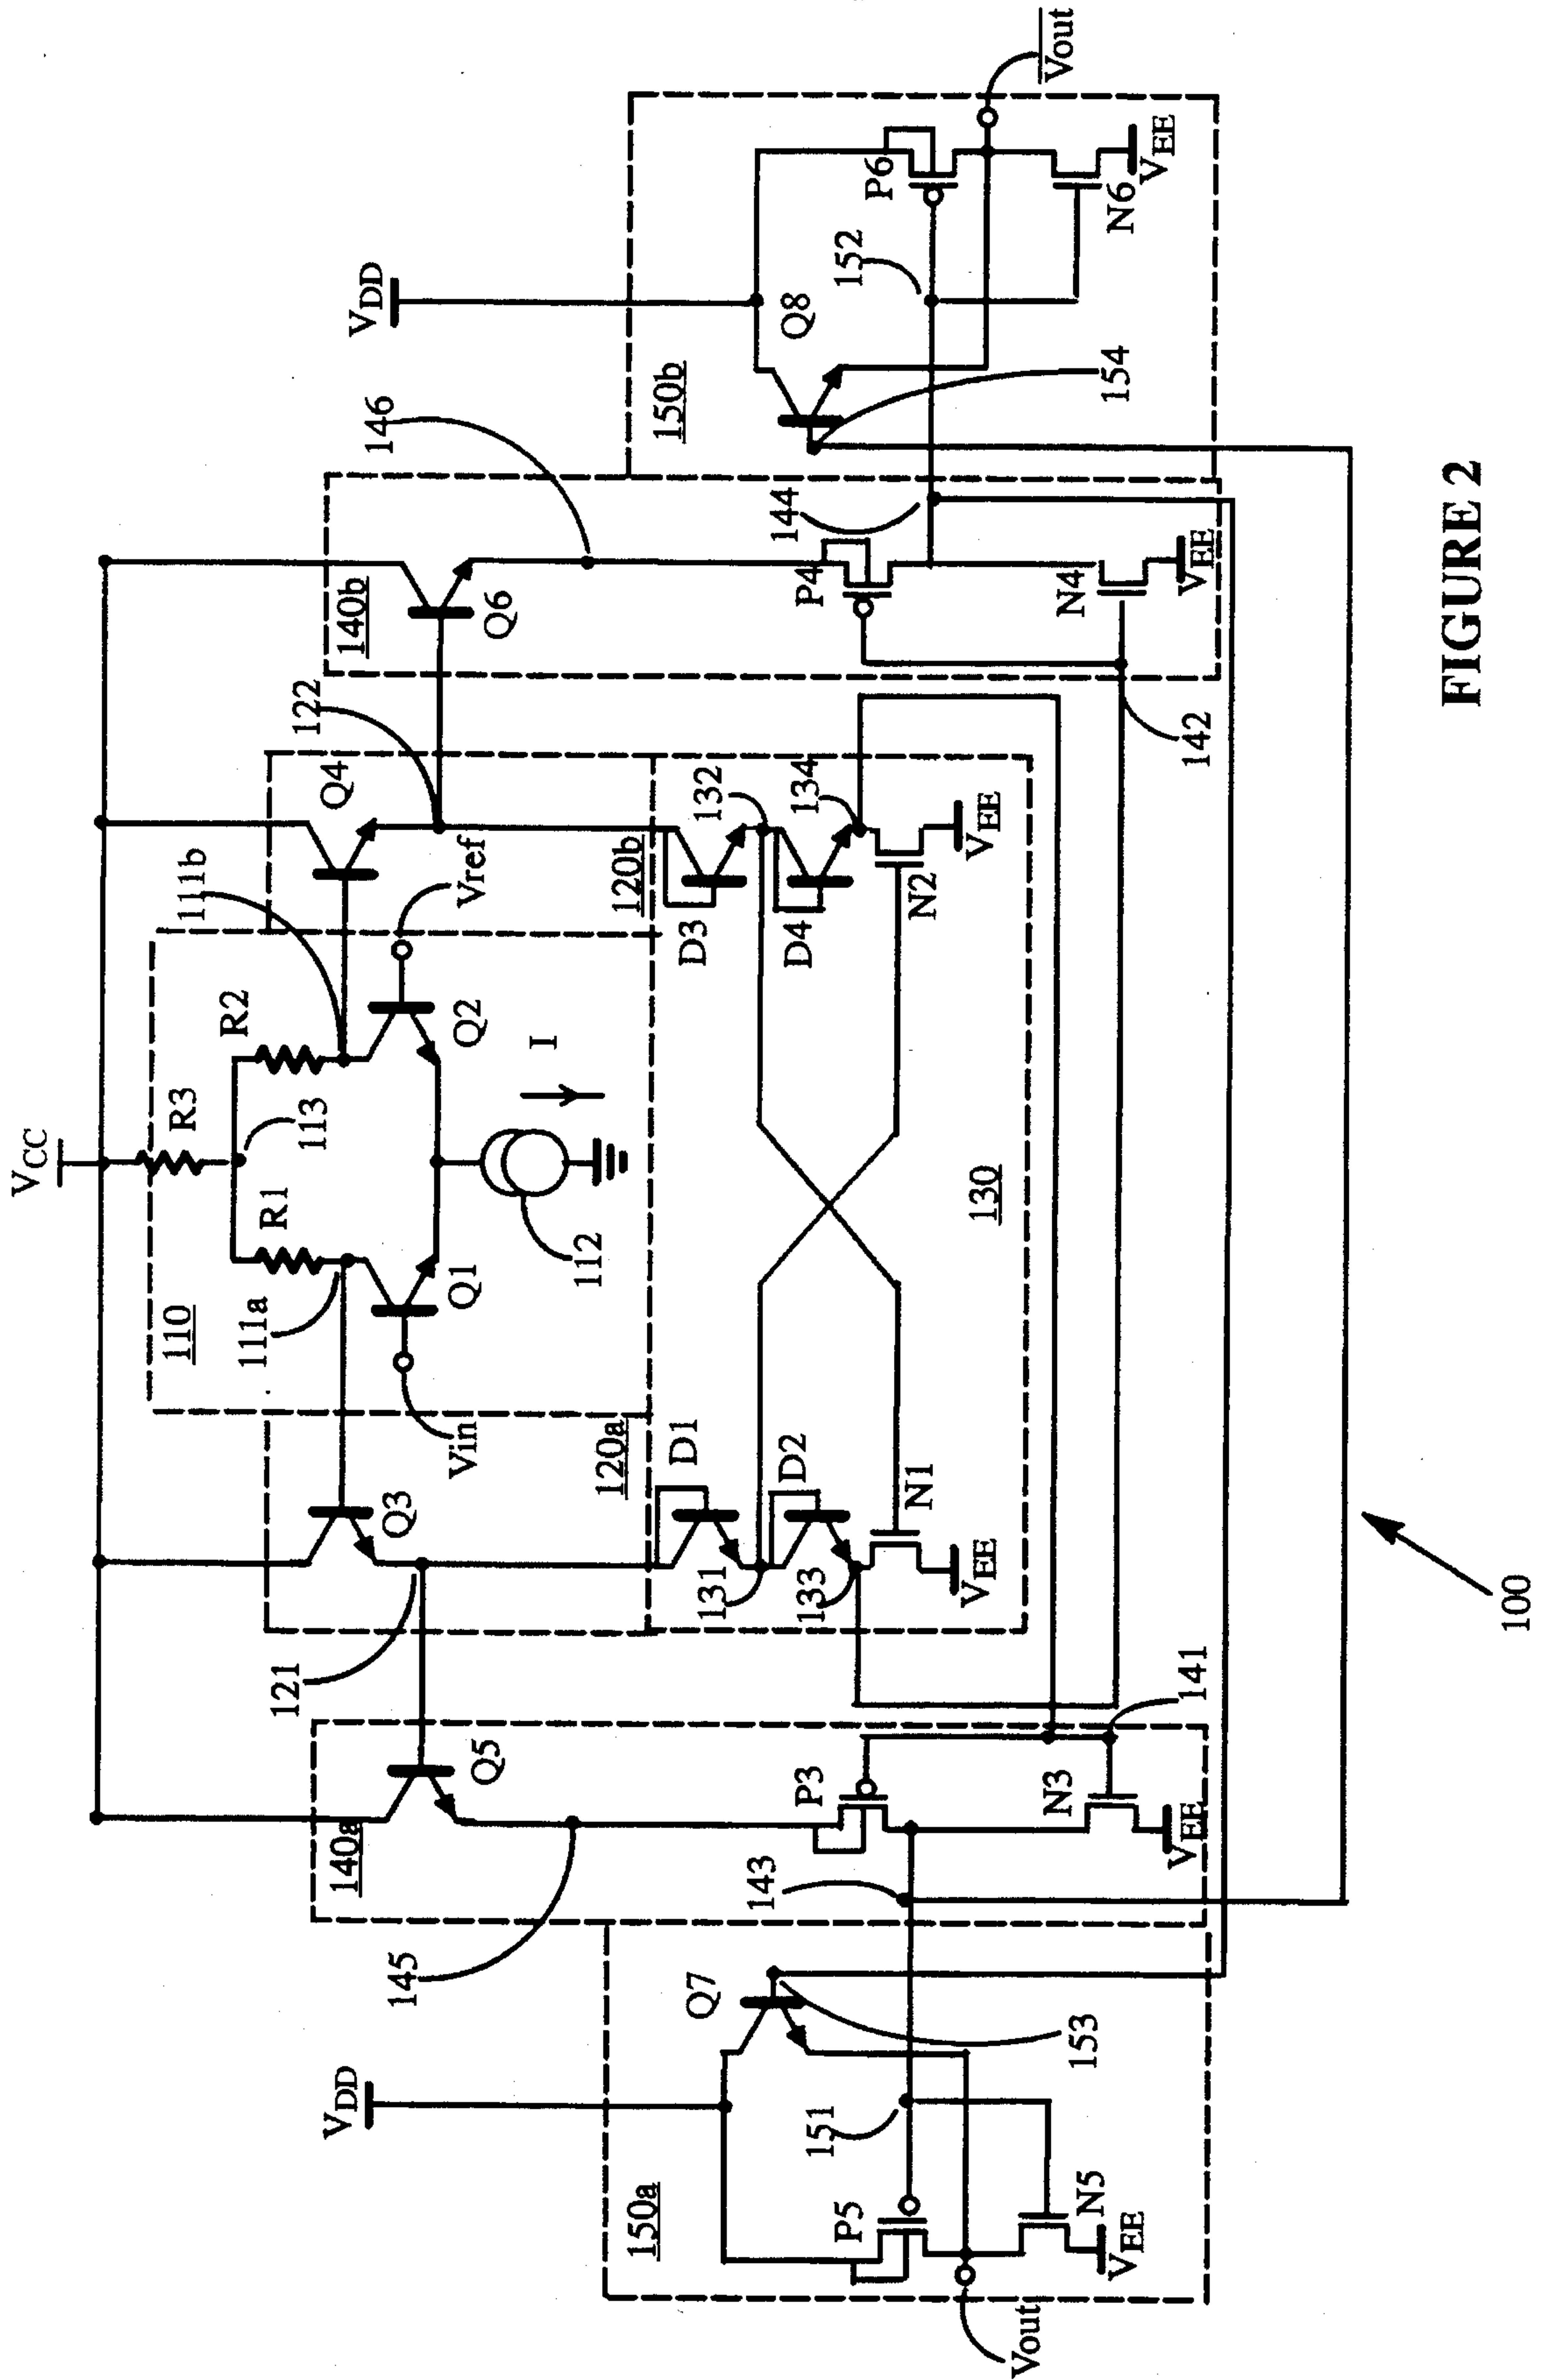 VCC
R3
113
R1
R2
110
111a
111b
Vin
Vref
Q1
Q2
112
I
Q3
Q4
120a
120b
121
122
D1
D2
D3
D4
131
132
133
134
N1
N2
VEE
VEE
130
Q5
Q6
140a
140b
145
146
P3
P4
143
144
N3
N4
141
142
VEE
VEE
VDD
VDD
Q7
Q8
150a
150b
153
154
151
152
P5
P6
N5
N6
VEE
VEE
Vout
Vout
100
FIGURE 2